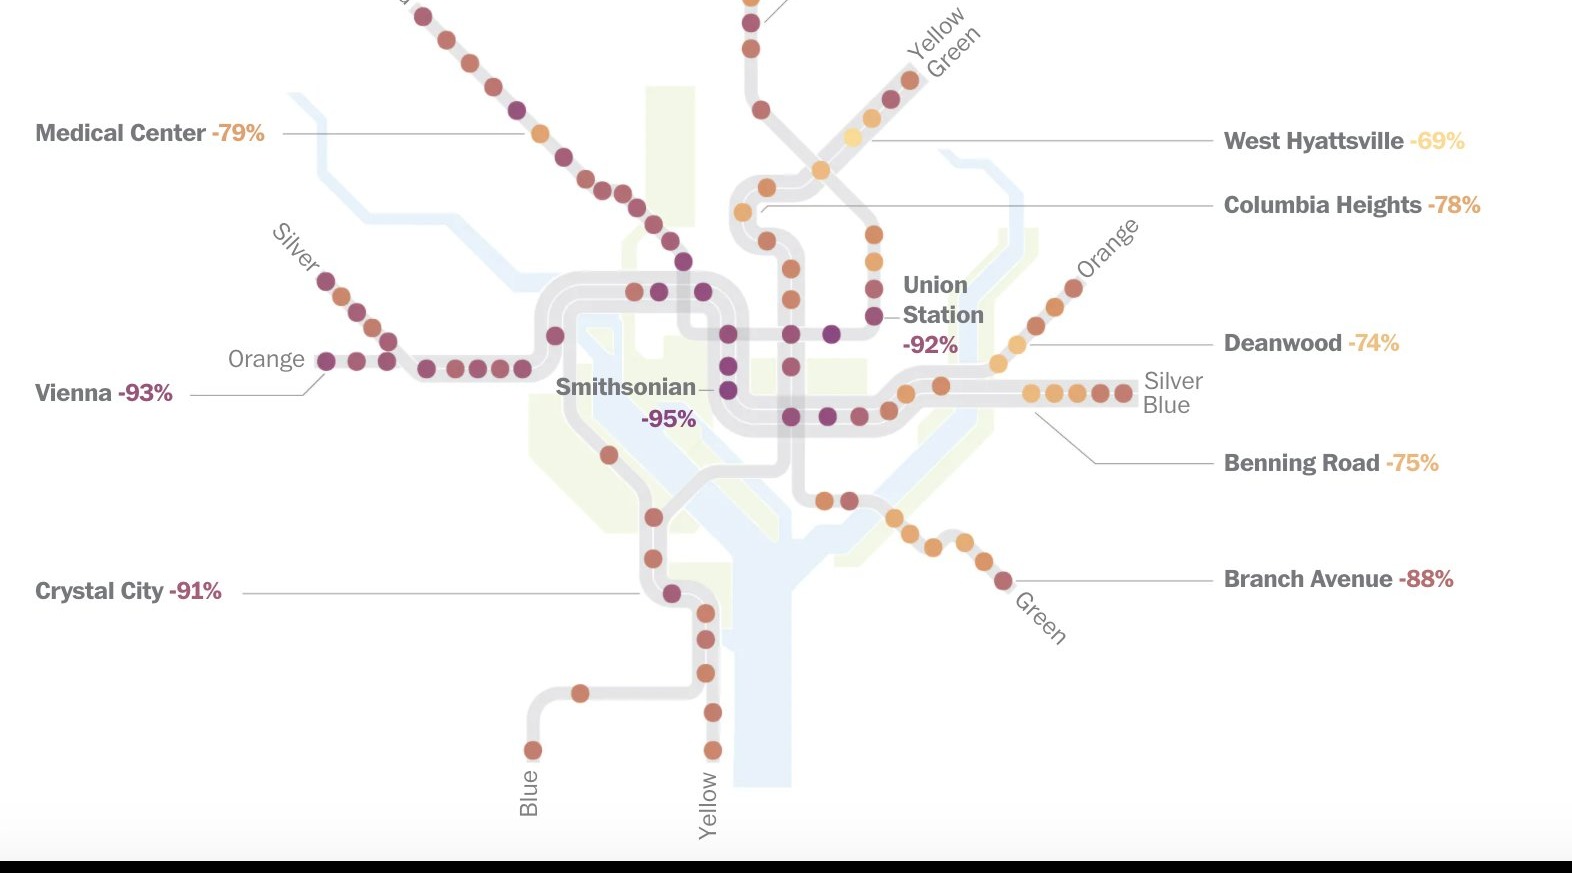 Yellow
Green
Medical Center -79%
West Hyattsville -69%
Columbia Heights -78%
Silver
Orange
Union
Station
-92%
Orange
Deanwood -74%
Vienna -93%
Smithsonian
-95%
Silver
Blue
Benning Road -75%
Crystal City -91%
Branch Avenue -88%
Green
Blue
Yellow